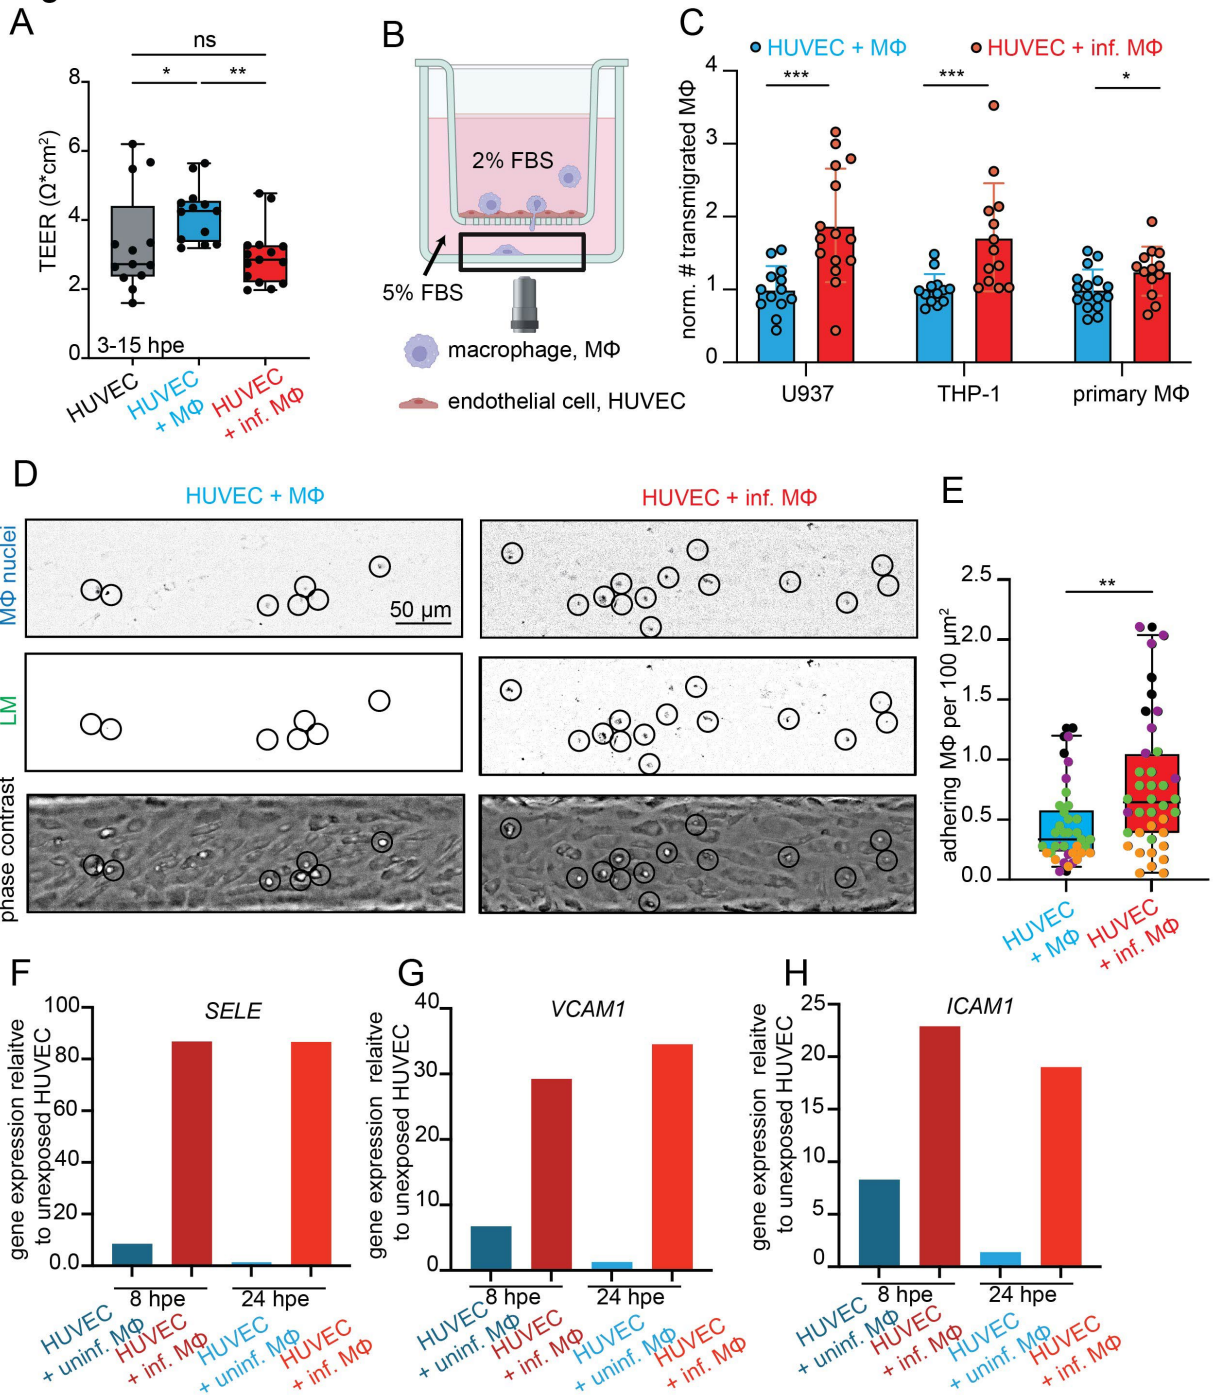 A
ns
*
**
8
6
4
2
0
TEER (Ω*cm²)
3-15 hpe
HUVEC
HUVEC
+ MΦ
HUVEC
+ inf. MΦ
B
2% FBS
5% FBS
macrophage, MΦ
endothelial cell, HUVEC
C
HUVEC + MΦ
HUVEC + inf. MΦ
***
***
*
4
3
2
1
0
norm. # transmigrated MΦ
U937
THP-1
primary MΦ
D
HUVEC + MΦ
HUVEC + inf. MΦ
MΦ nuclei
50 µm
LM
phase contrast
E
**
2.5
2.0
1.5
1.0
0.5
0.0
adhering MΦ per 100 µm²
HUVEC
+ MΦ
HUVEC
+ inf. MΦ
F
SELE
100
80
60
40
20
0.0
gene expression relaitve
to unexposed HUVEC
8 hpe
24 hpe
HUVEC
+ uninf. MΦ
HUVEC
+ inf. MΦ
HUVEC
+ uninf. MΦ
HUVEC
+ inf. MΦ
G
VCAM1
40
30
20
10
0
gene expression relaitve
to unexposed HUVEC
8 hpe
24 hpe
HUVEC
+ uninf. MΦ
HUVEC
+ inf. MΦ
HUVEC
+ uninf. MΦ
HUVEC
+ inf. MΦ
H
ICAM1
25
20
15
10
5
0
gene expression relaitve
to unexposed HUVEC
8 hpe
24 hpe
HUVEC
+ uninf. MΦ
HUVEC
+ inf. MΦ
HUVEC
+ uninf. MΦ
HUVEC
+ inf. MΦ